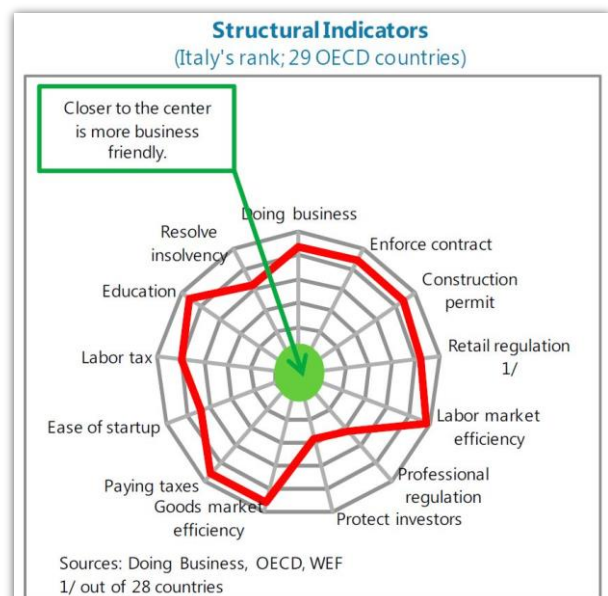 Structural Indicators
(Italy's rank; 29 OECD countries)
Closer to the center
is more business
friendly.
Doing business
Enforce contract
Construction
permit
Retail regulation
1/
Labor market
efficiency
Professional
regulation
Protect investors
Goods market
efficiency
Paying taxes
Ease of startup
Labor tax
Education
Resolve
insolvency
Sources: Doing Business, OECD, WEF
1/ out of 28 countries